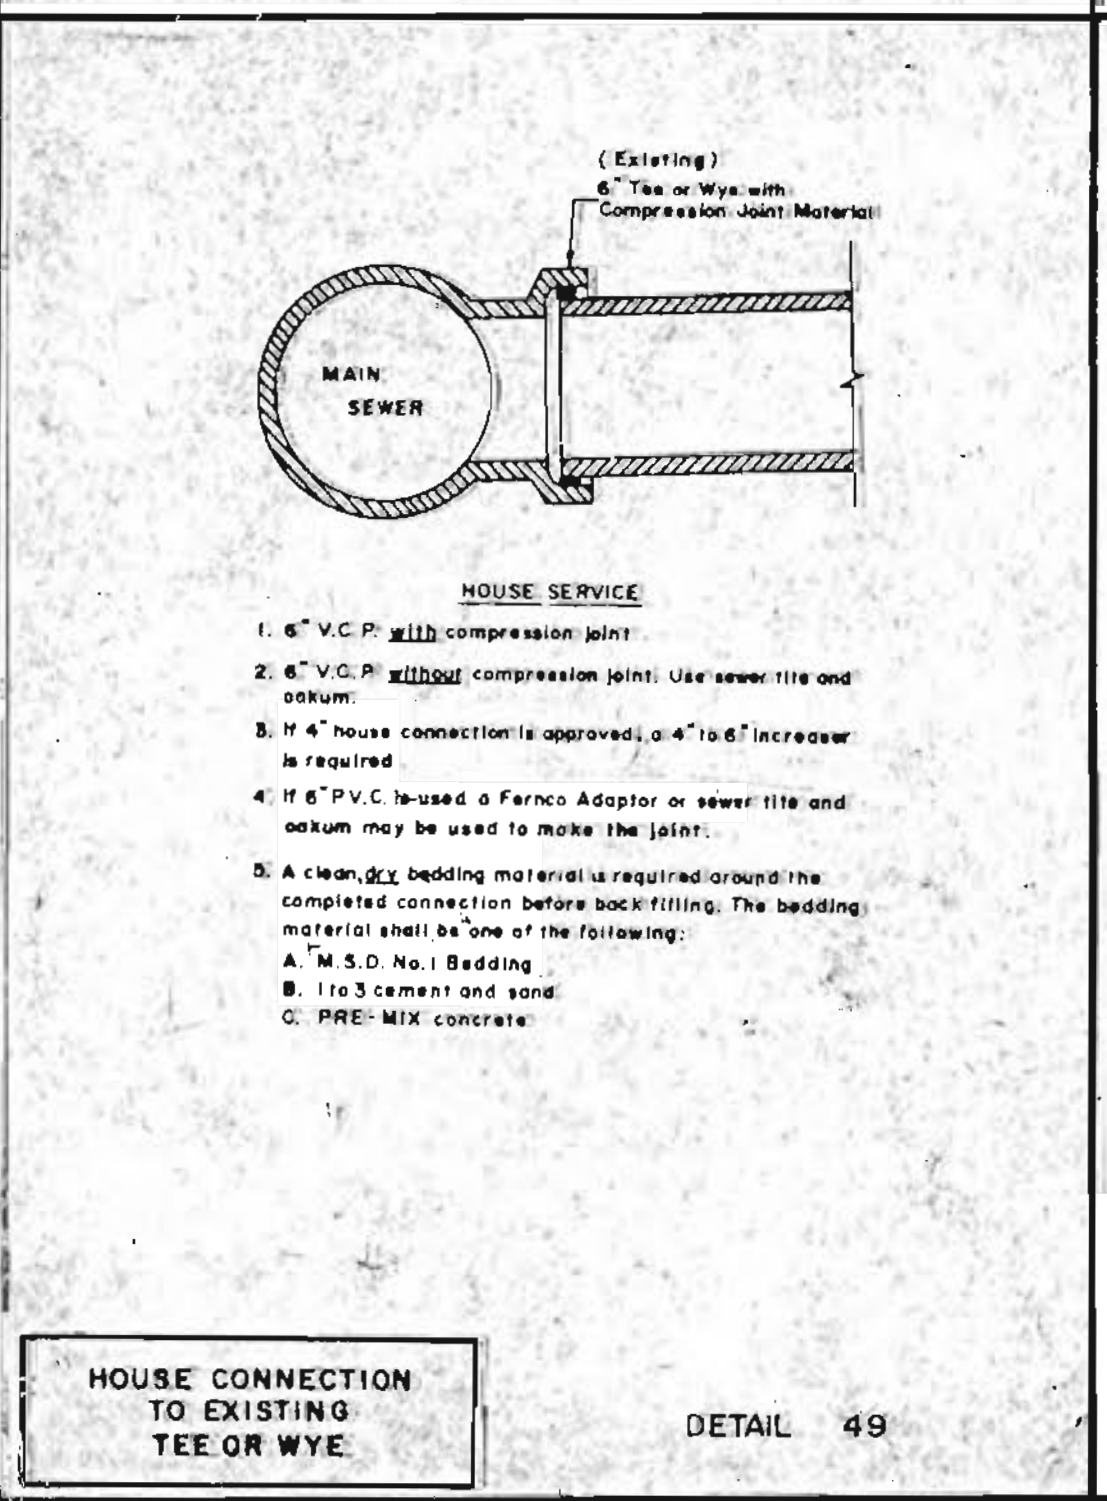 ( Existing )
6" Tee or Wye with
Compression Joint Material
MAIN
SEWER
HOUSE SERVICE
1. 6" V.C.P. with compression joint
2. 6" V.C.P. without compression joint. Use sewer tite and
oakum.
3. If 4" house connection is approved, a 4" to 6" increaser
is required
4. If 6" P.V.C. is used a Fernco Adaptor or sewer tite and
oakum may be used to make the joint.
5. A clean, dry bedding material is required around the
completed connection before back filling. The bedding
material shall be one of the following:
A. M.S.D. No. 1 Bedding
B. 1 to 3 cement and sand
C. PRE-MIX concrete
HOUSE CONNECTION
TO EXISTING
TEE OR WYE
DETAIL 49